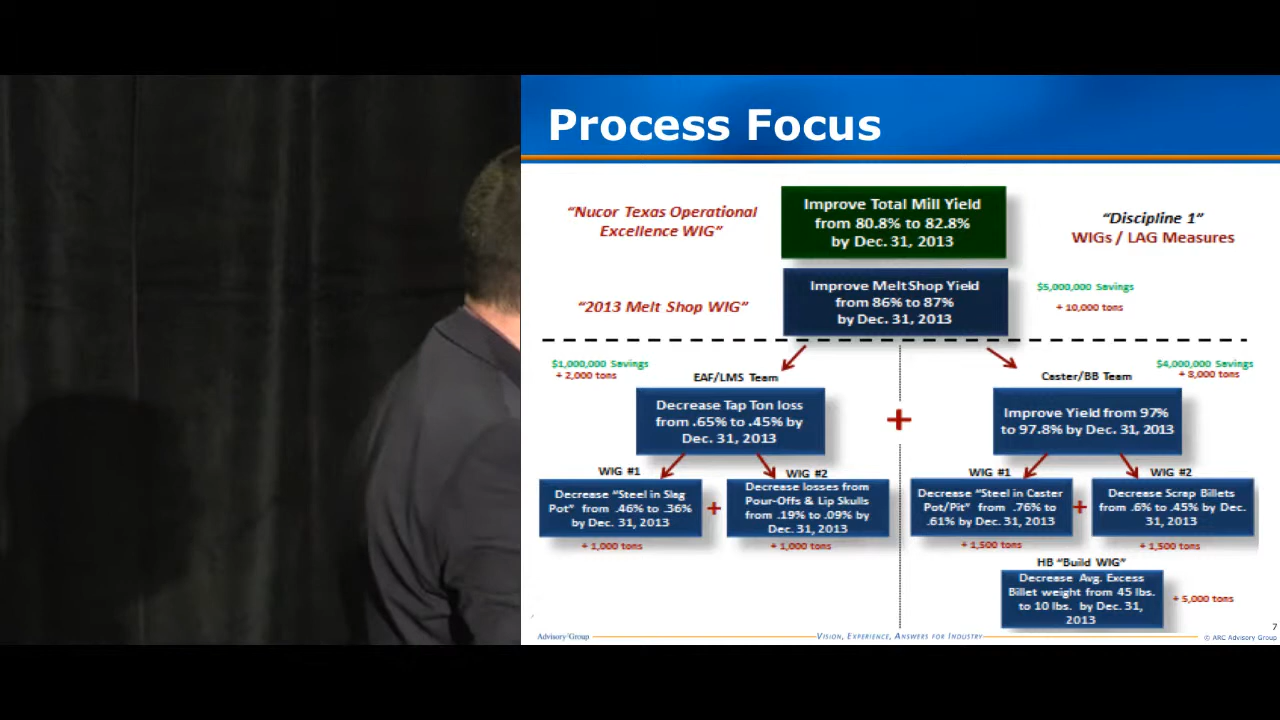 Process Focus
"Nucor Texas Operational
Excellence WIG"
Improve Total Mill Yield
from 80.8% to 82.8%
by Dec. 31, 2013
"Discipline 1"
WIGs / LAG Measures
"2013 Melt Shop WIG"
Improve MeltShop Yield
from 86% to 87%
by Dec. 31, 2013
$5,000,000 Savings
+ 10,000 tons
$1,000,000 Savings
+ 2,000 tons
EAF/LMS Team
Decrease Tap Ton loss
from .65% to .45% by
Dec. 31, 2013
+
Caster/BB Team
$4,000,000 Savings
+ 8,000 tons
Improve Yield from 97%
to 97.8% by Dec. 31, 2013
WIG #1
Decrease "Steel in Slag
Pot" from .46% to .36%
by Dec. 31, 2013
+ 1,000 tons
+
WIG #2
Decrease losses from
Pour-Offs & Lip Skulls
from .19% to .09% by
Dec. 31, 2013
+ 1,000 tons
WIG #1
Decrease "Steel in Caster
Pot/Pit" from .76% to
.61% by Dec. 31, 2013
+ 1,500 tons
+
WIG #2
Decrease Scrap Billets
from .6% to .45% by Dec.
31, 2013
+ 1,500 tons
HB "Build WIG"
Decrease Avg. Excess
Billet weight from 45 lbs.
to 10 lbs. by Dec. 31,
2013
+ 5,000 tons
7
Advisory Group
Vision, Experience, Answers for Industry
© ARC Advisory Group